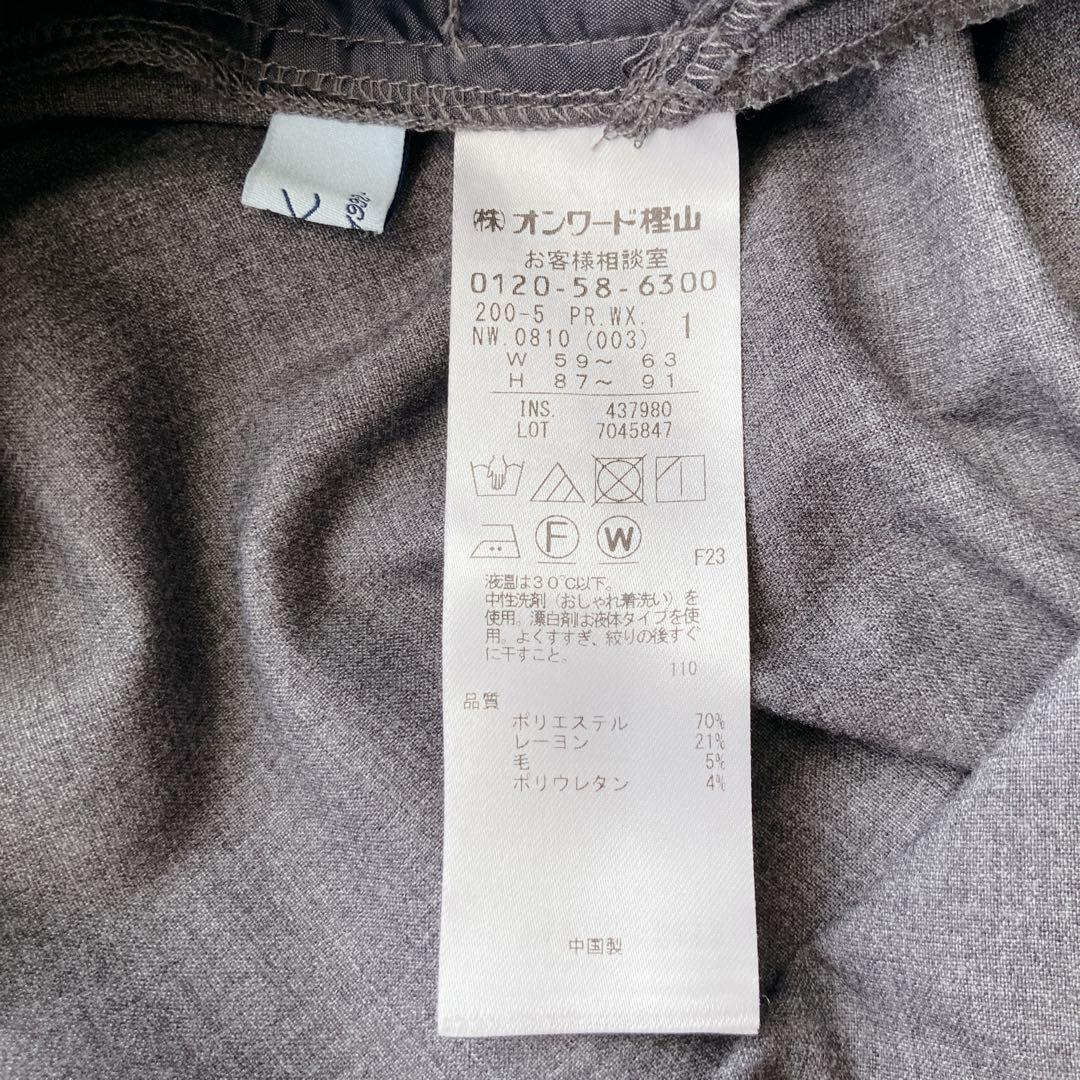 (株)オンワード樫山
お客様相談室
0120-58-6300
200-5 PR.WX. 1
NW.0810 (003)
W 59～ 63
H 87～ 91
INS. 437980
LOT 7045847
F W
F23
液温は30℃以下。
中性洗剤（おしゃれ着洗い）を
使用。漂白剤は液体タイプを使
用。よくすすぎ、絞りの後すぐ
に干すこと。
110
品質
ポリエステル 70%
レーヨン 21%
毛 5%
ポリウレタン 4%
中国製